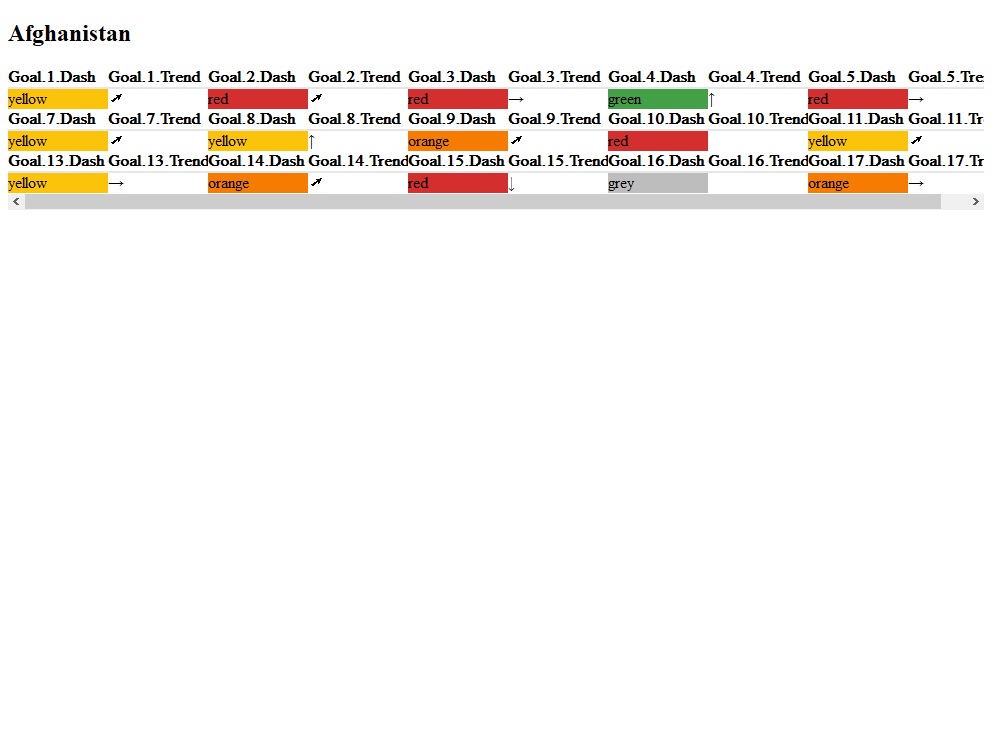 Afghanistan
Goal.1.Dash Goal.1.Trend Goal.2.Dash Goal.2.Trend Goal.3.Dash Goal.3.Trend Goal.4.Dash Goal.4.Trend Goal.5.Dash Goal.5.Tre
yellow ➚ red ➚ red → green ↑ red →
Goal.7.Dash Goal.7.Trend Goal.8.Dash Goal.8.Trend Goal.9.Dash Goal.9.Trend Goal.10.Dash Goal.10.Trend Goal.11.Dash Goal.11.Tr
yellow ➚ yellow ↑ orange ➚ red yellow ➚
Goal.13.Dash Goal.13.Trend Goal.14.Dash Goal.14.Trend Goal.15.Dash Goal.15.Trend Goal.16.Dash Goal.16.Trend Goal.17.Dash Goal.17.T
yellow → orange ➚ red ↓ grey orange →